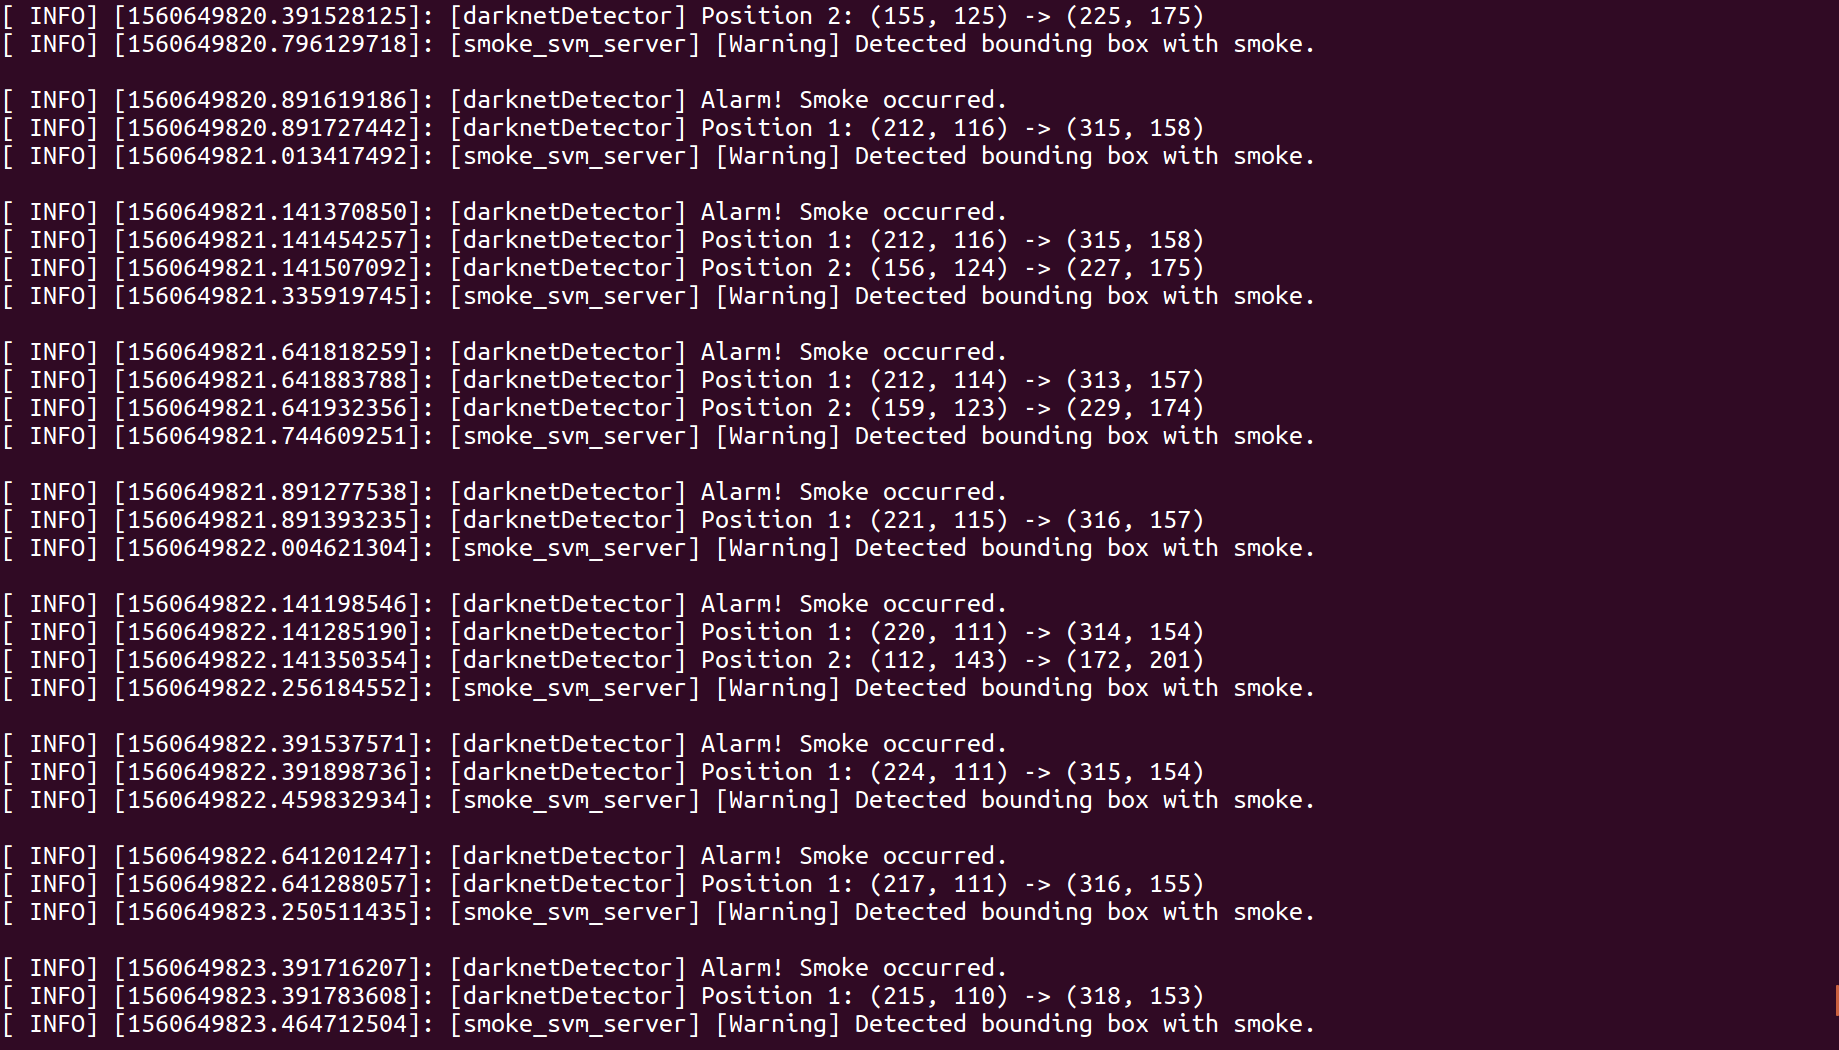 [ INFO] [1560649820.391528125]: [darknetDetector] Position 2: (155, 125) -> (225, 175)
[ INFO] [1560649820.796129718]: [smoke_svm_server] [Warning] Detected bounding box with smoke.
[ INFO] [1560649820.891619186]: [darknetDetector] Alarm! Smoke occurred.
[ INFO] [1560649820.891727442]: [darknetDetector] Position 1: (212, 116) -> (315, 158)
[ INFO] [1560649821.013417492]: [smoke_svm_server] [Warning] Detected bounding box with smoke.
[ INFO] [1560649821.141370850]: [darknetDetector] Alarm! Smoke occurred.
[ INFO] [1560649821.141454257]: [darknetDetector] Position 1: (212, 116) -> (315, 158)
[ INFO] [1560649821.141507092]: [darknetDetector] Position 2: (156, 124) -> (227, 175)
[ INFO] [1560649821.335919745]: [smoke_svm_server] [Warning] Detected bounding box with smoke.
[ INFO] [1560649821.641818259]: [darknetDetector] Alarm! Smoke occurred.
[ INFO] [1560649821.641883788]: [darknetDetector] Position 1: (212, 114) -> (313, 157)
[ INFO] [1560649821.641932356]: [darknetDetector] Position 2: (159, 123) -> (229, 174)
[ INFO] [1560649821.744609251]: [smoke_svm_server] [Warning] Detected bounding box with smoke.
[ INFO] [1560649821.891277538]: [darknetDetector] Alarm! Smoke occurred.
[ INFO] [1560649821.891393235]: [darknetDetector] Position 1: (221, 115) -> (316, 157)
[ INFO] [1560649822.004621304]: [smoke_svm_server] [Warning] Detected bounding box with smoke.
[ INFO] [1560649822.141198546]: [darknetDetector] Alarm! Smoke occurred.
[ INFO] [1560649822.141285190]: [darknetDetector] Position 1: (220, 111) -> (314, 154)
[ INFO] [1560649822.141350354]: [darknetDetector] Position 2: (112, 143) -> (172, 201)
[ INFO] [1560649822.256184552]: [smoke_svm_server] [Warning] Detected bounding box with smoke.
[ INFO] [1560649822.391537571]: [darknetDetector] Alarm! Smoke occurred.
[ INFO] [1560649822.391898736]: [darknetDetector] Position 1: (224, 111) -> (315, 154)
[ INFO] [1560649822.459832934]: [smoke_svm_server] [Warning] Detected bounding box with smoke.
[ INFO] [1560649822.641201247]: [darknetDetector] Alarm! Smoke occurred.
[ INFO] [1560649822.641288057]: [darknetDetector] Position 1: (217, 111) -> (316, 155)
[ INFO] [1560649823.250511435]: [smoke_svm_server] [Warning] Detected bounding box with smoke.
[ INFO] [1560649823.391716207]: [darknetDetector] Alarm! Smoke occurred.
[ INFO] [1560649823.391783608]: [darknetDetector] Position 1: (215, 110) -> (318, 153)
[ INFO] [1560649823.464712504]: [smoke_svm_server] [Warning] Detected bounding box with smoke.